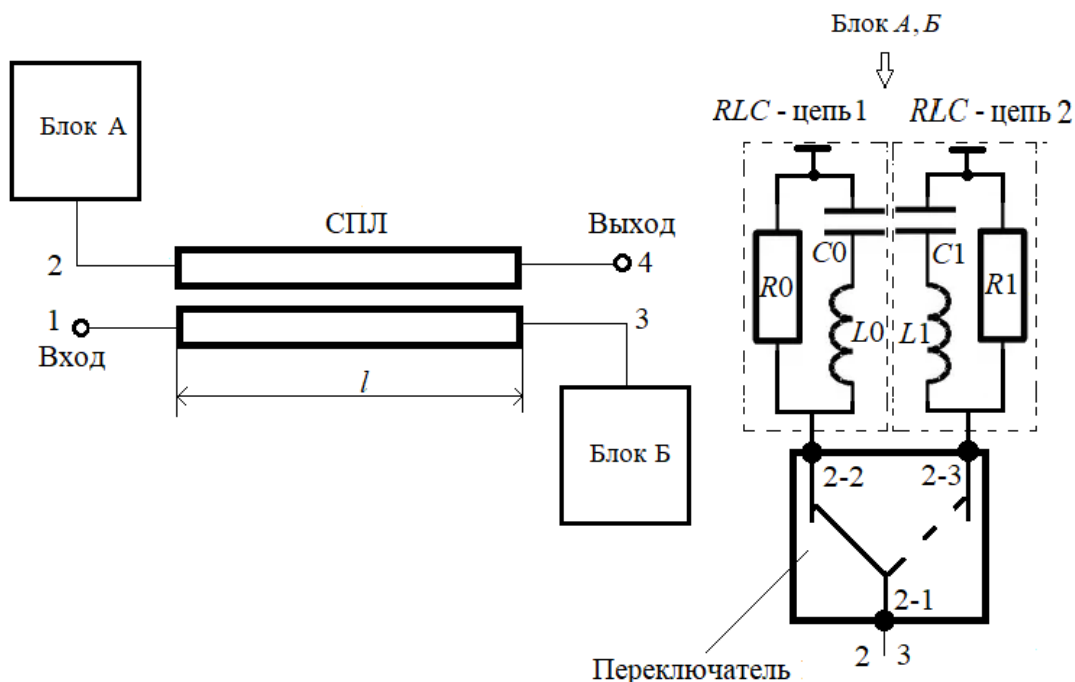 Блок А
СПЛ
Выход
2
4
1
3
Вход
l
Блок Б
Блок А, Б
RLC - цепь 1
RLC - цепь 2
C0
C1
R0
R1
L0
L1
2-2
2-3
2-1
2
3
Переключатель